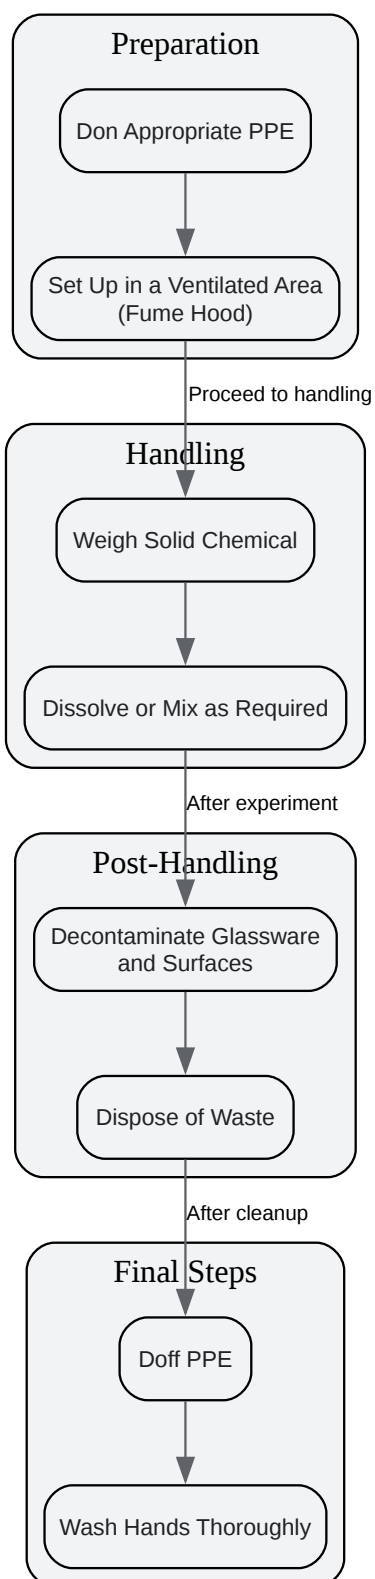 Preparation
Don Appropriate PPE
Set Up in a Ventilated Area
(Fume Hood)
Proceed to handling
Handling
Weigh Solid Chemical
Dissolve or Mix as Required
After experiment
Post-Handling
Decontaminate Glassware
and Surfaces
Dispose of Waste
After cleanup
Final Steps
Doff PPE
Wash Hands Thoroughly